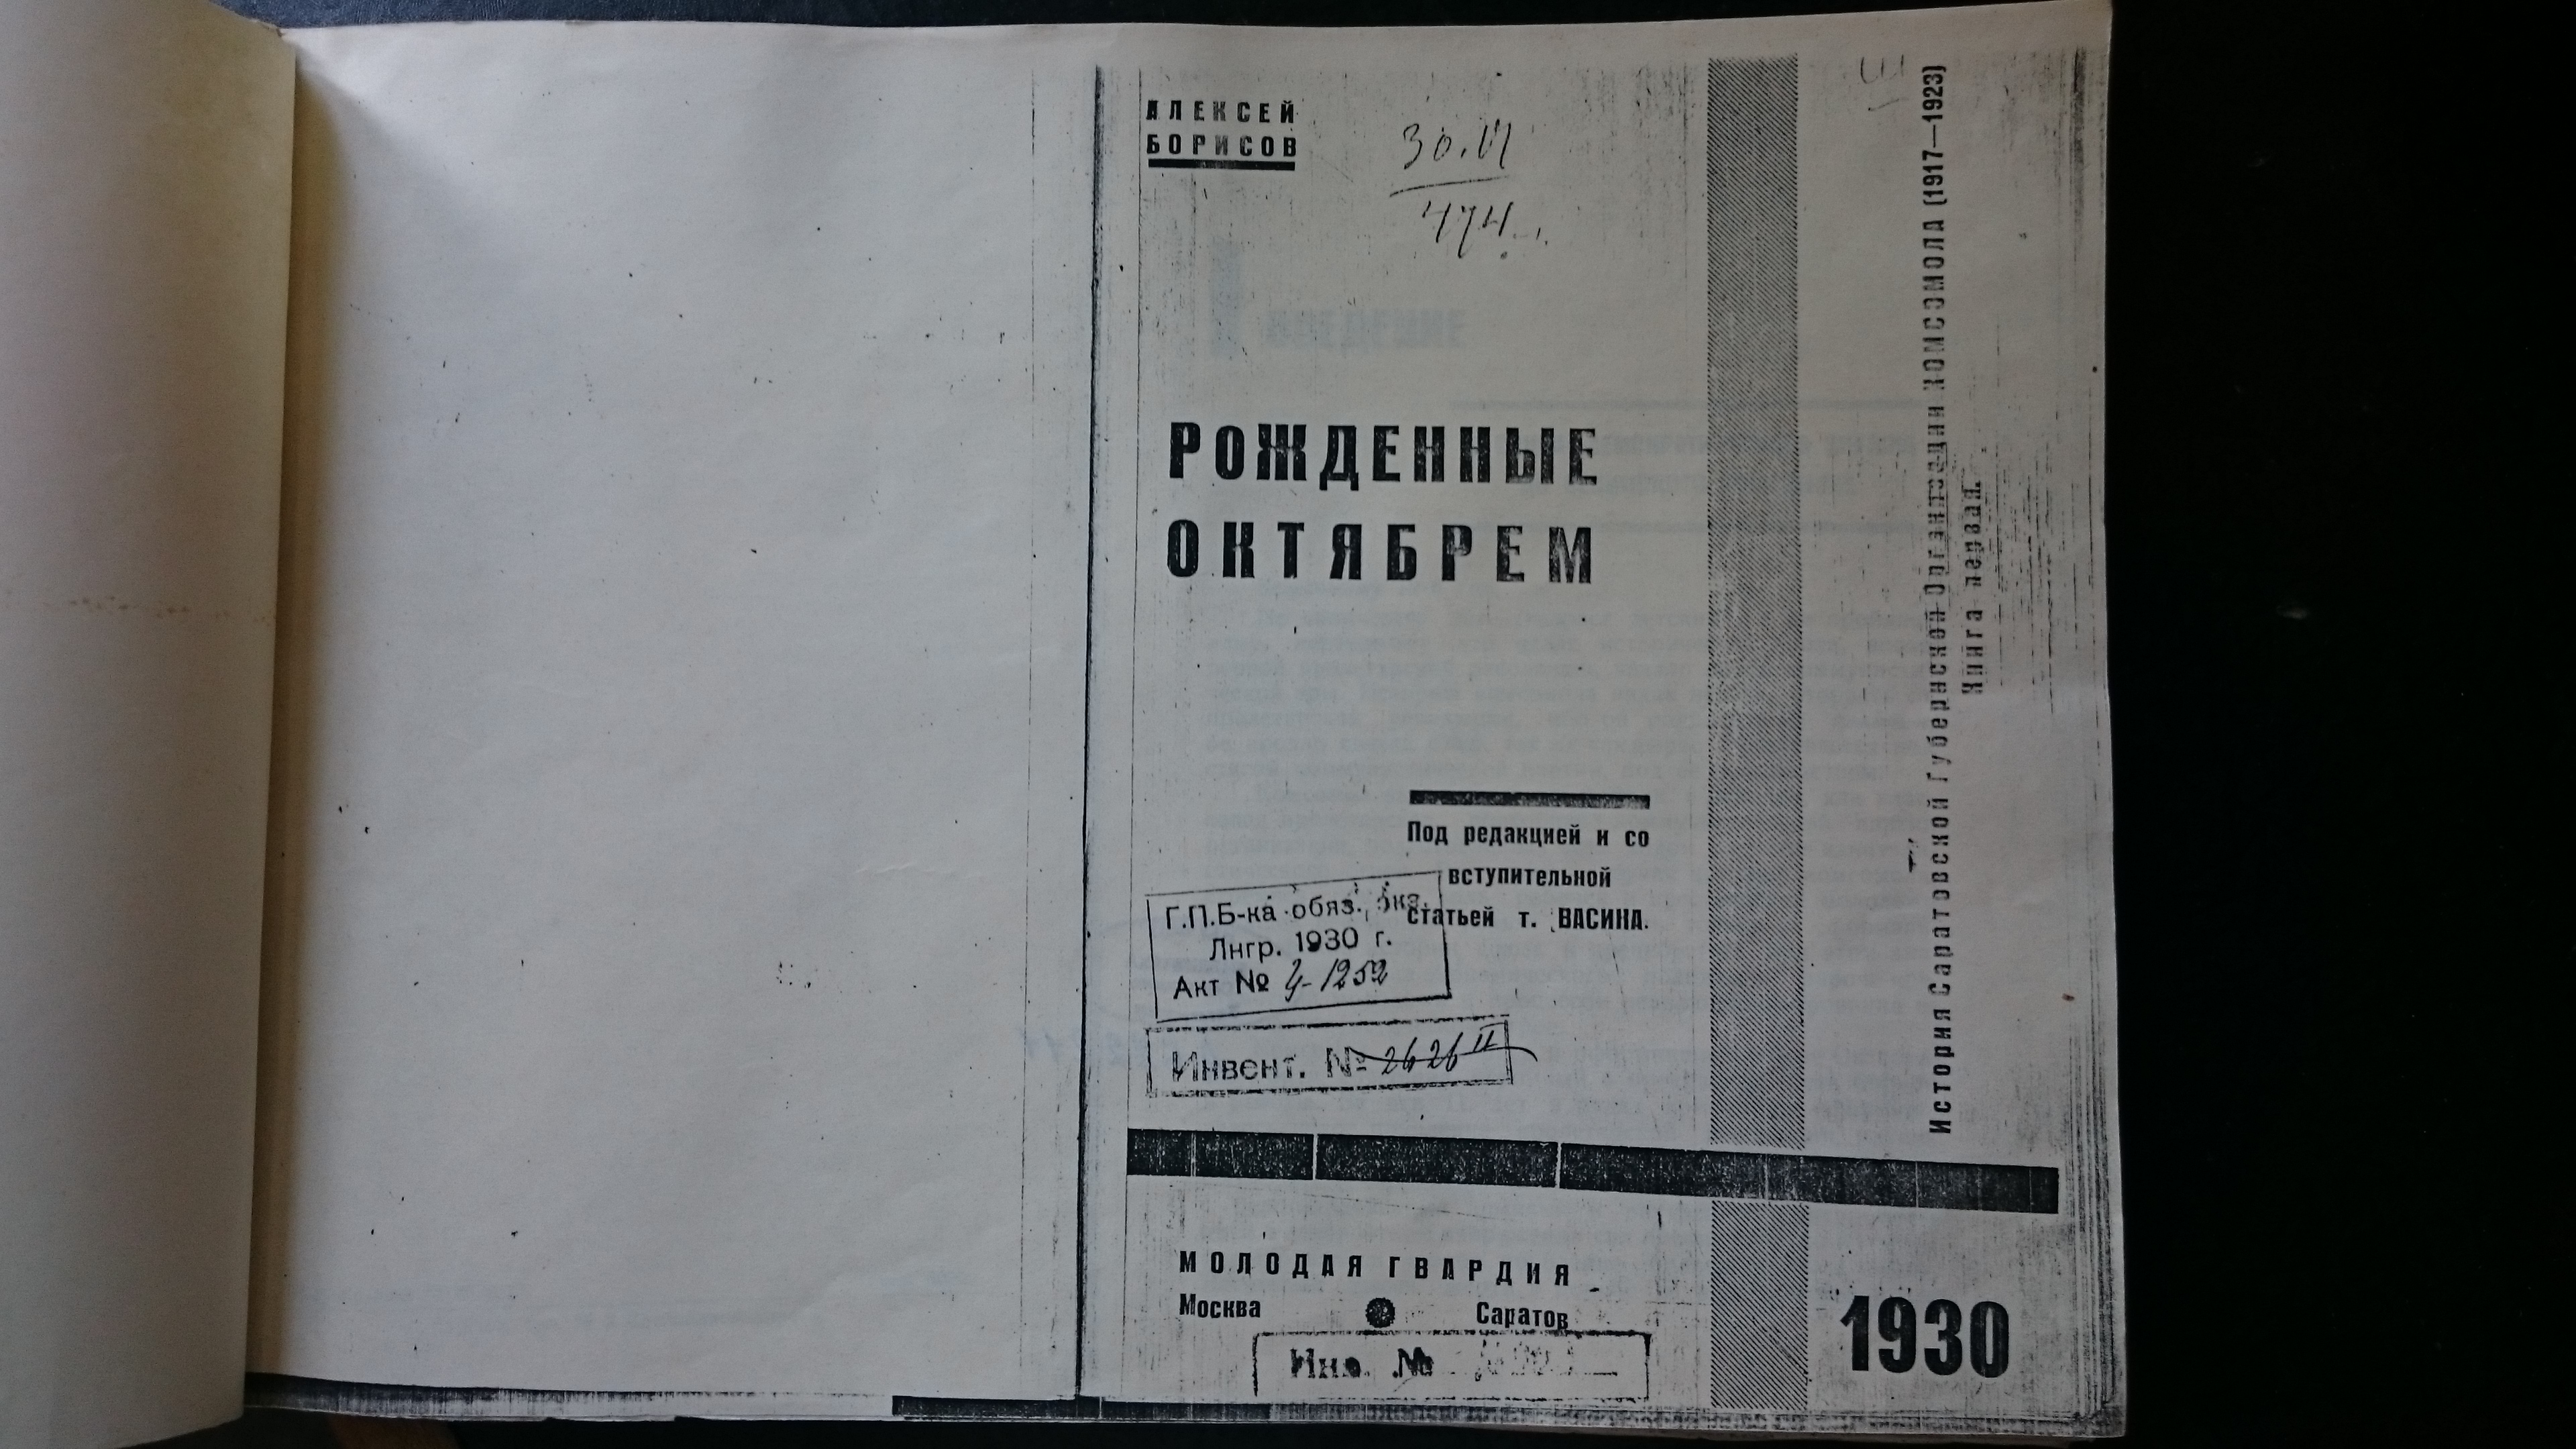 АЛЕКСЕЙ
БОРИСОВ
30.VI
474
РОЖДЕННЫЕ
ОКТЯБРЕМ
Под редакцией и со
вступительной
статьей т. ВАСИНА.
Г.П.Б-ка обяз. экз.
Лнгр. 1930 г.
Акт №
Инвент. № 2626 II
МОЛОДАЯ ГВАРДИЯ
Москва Саратов
Инв. №
История Саратовской Губернской Организации Комсомола (1917—1923)
Книга первая.
1930